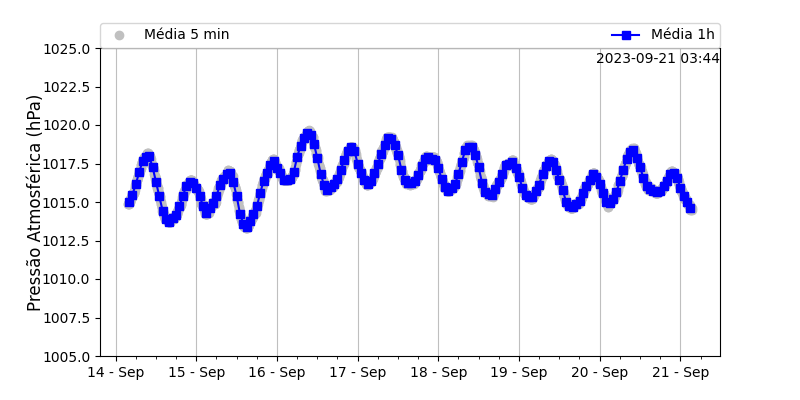 Média 5 min
Média 1h
2023-09-21 03:44
Pressão Atmosférica (hPa)
1025.0
1022.5
1020.0
1017.5
1015.0
1012.5
1010.0
1007.5
1005.0
14 - Sep
15 - Sep
16 - Sep
17 - Sep
18 - Sep
19 - Sep
20 - Sep
21 - Sep